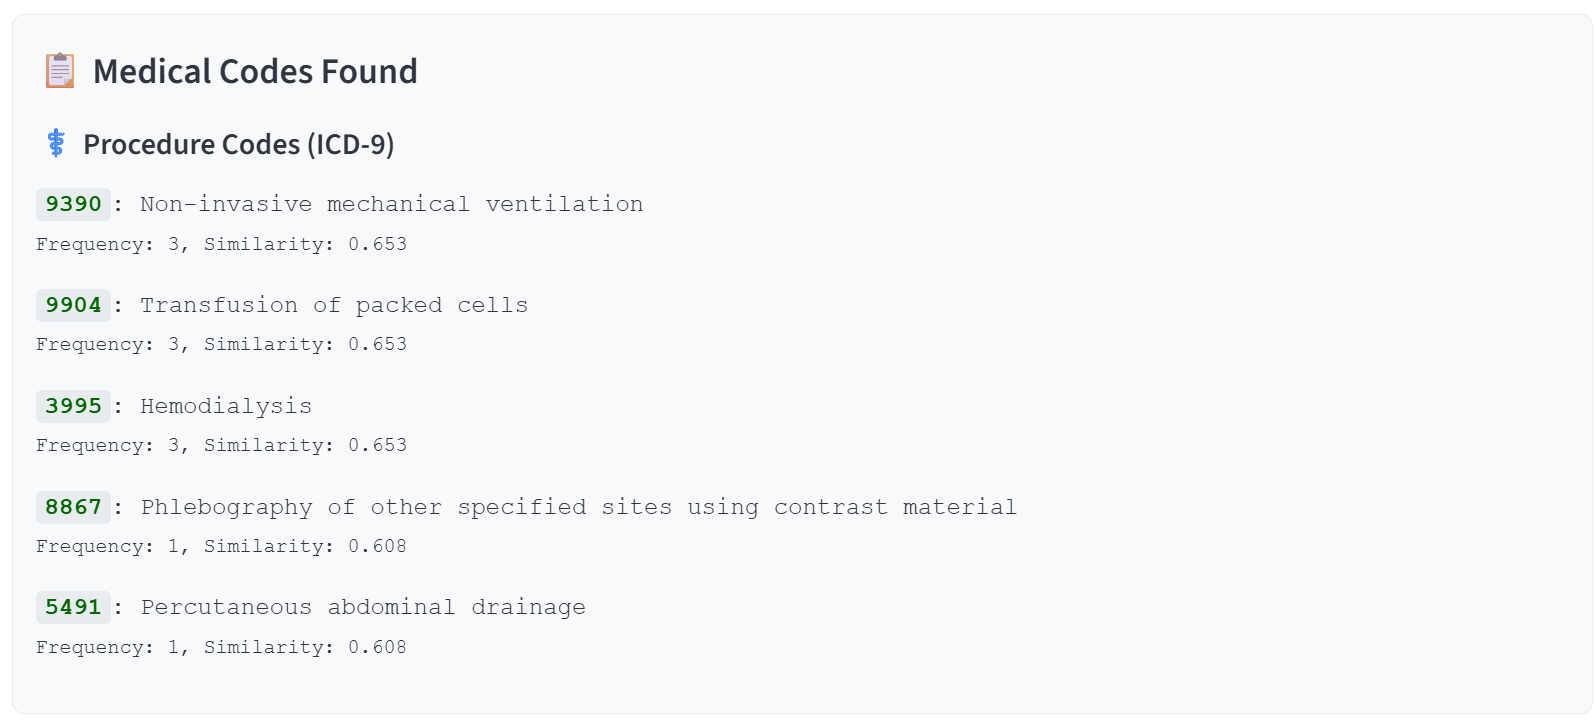 Medical Codes Found
Procedure Codes (ICD-9)
9390: Non-invasive mechanical ventilation
Frequency: 3, Similarity: 0.653
9904: Transfusion of packed cells
Frequency: 3, Similarity: 0.653
3995: Hemodialysis
Frequency: 3, Similarity: 0.653
8867: Phlebography of other specified sites using contrast material
Frequency: 1, Similarity: 0.608
5491: Percutaneous abdominal drainage
Frequency: 1, Similarity: 0.608